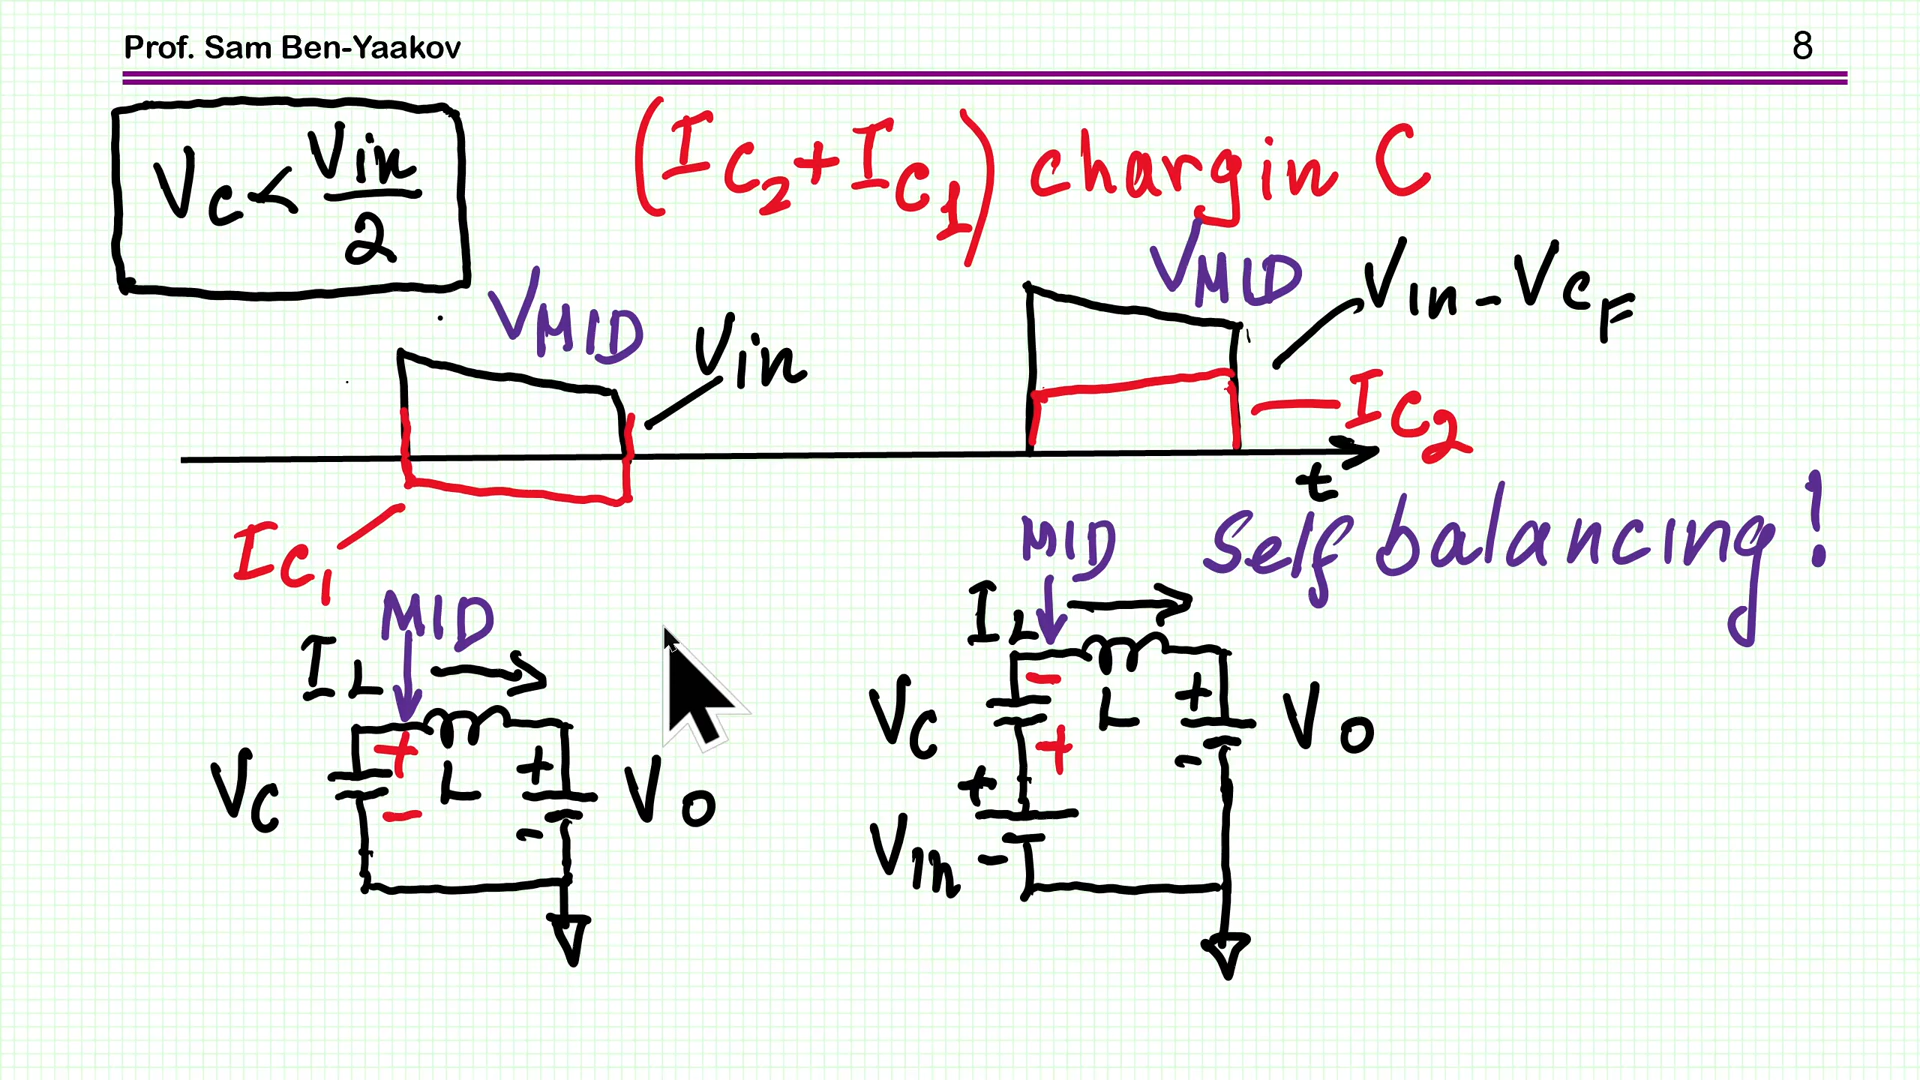 Prof. Sam Ben-Yaakov 8
Vc < Vin/2
(Ic2 + Ic1) chargin C
VMID Vin
VMID VIn - VCF
Ic2
t
Ic1
Self balancing!
MID
IL
Vc + - L + - Vo
MID
IL
Vc - + L + - Vo
+ VIn -